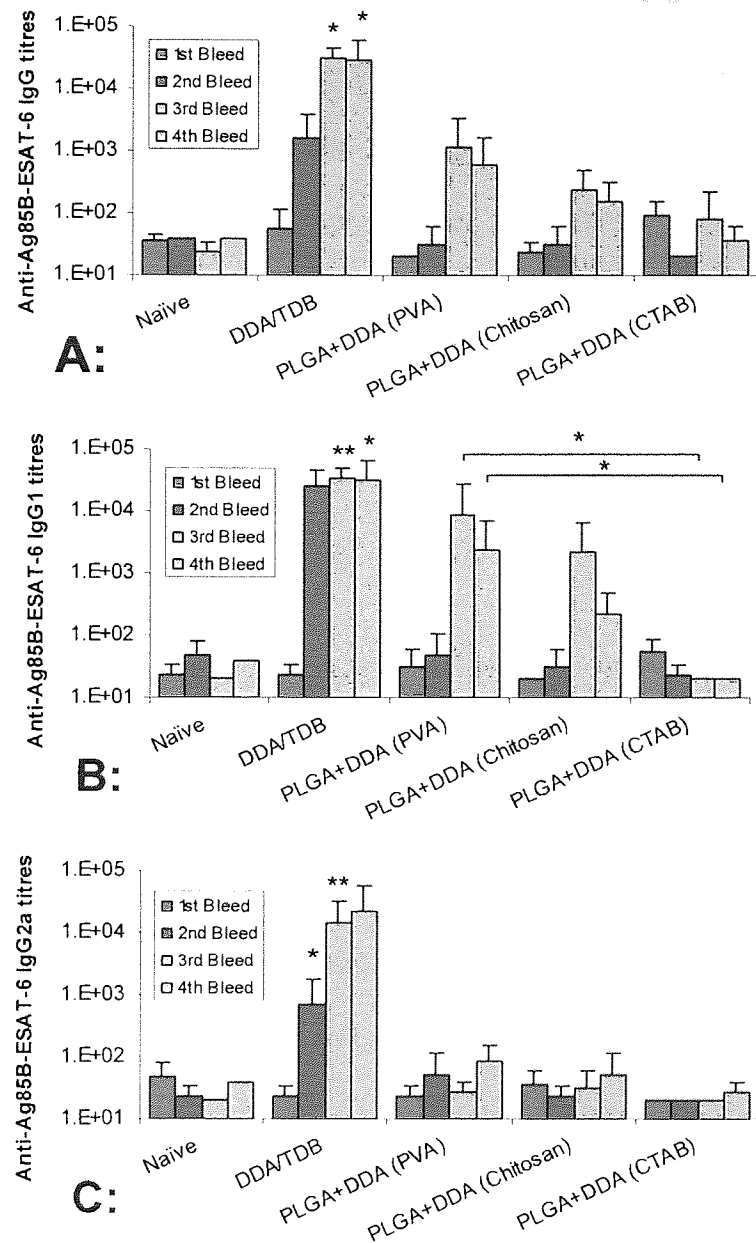 Anti-Ag85B-ESAT-6 IgG titres
1.E+05
1.E+04
1.E+03
1.E+02
1.E+01
1st Bleed
2nd Bleed
3rd Bleed
4th Bleed
* *
Naïve
DDA/TDB
PLGA+DDA (PVA)
PLGA+DDA (Chitosan)
PLGA+DDA (CTAB)
A:
Anti-Ag85B-ESAT-6 IgG1 titres
1.E+05
1.E+04
1.E+03
1.E+02
1.E+01
1st Bleed
2nd Bleed
3rd Bleed
4th Bleed
** *
*
*
Naïve
DDA/TDB
PLGA+DDA (PVA)
PLGA+DDA (Chitosan)
PLGA+DDA (CTAB)
B:
Anti-Ag85B-ESAT-6 IgG2a titres
1.E+05
1.E+04
1.E+03
1.E+02
1.E+01
1st Bleed
2nd Bleed
3rd Bleed
4th Bleed
**
*
Naïve
DDA/TDB
PLGA+DDA (PVA)
PLGA+DDA (Chitosan)
PLGA+DDA (CTAB)
C: